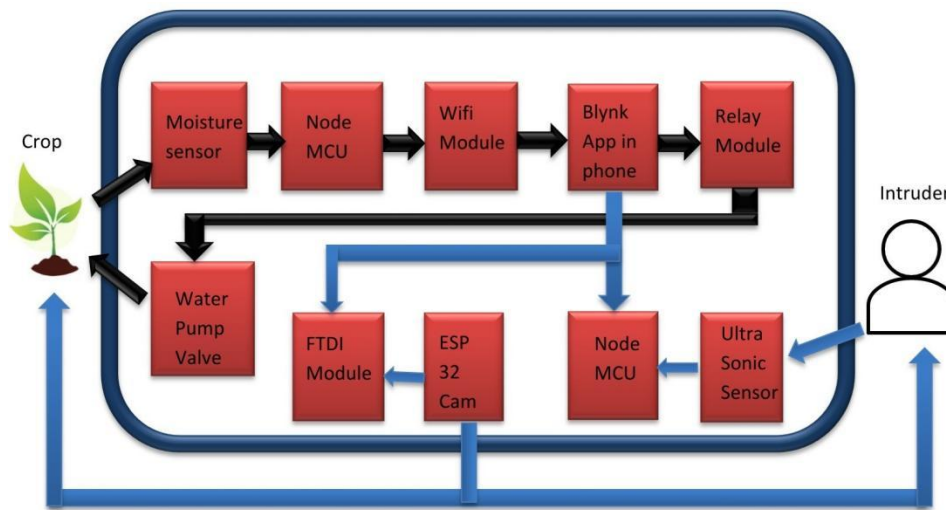 Crop
Moisture
sensor
Node
MCU
Wifi
Module
Blynk
App in
phone
Relay
Module
Intruder
Water
Pump
Valve
FTDI
Module
ESP
32
Cam
Node
MCU
Ultra
Sonic
Sensor